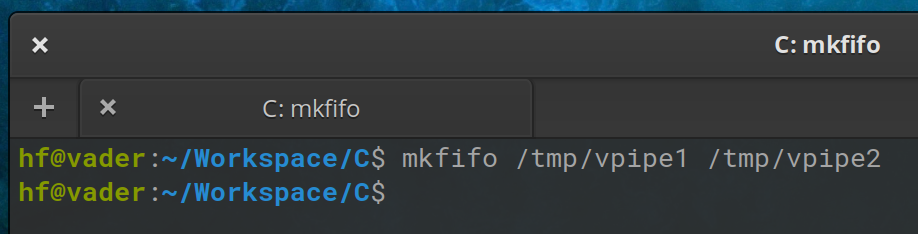 × C: mkfifo
+ × C: mkfifo
hf@vader:~/Workspace/C$ mkfifo /tmp/vpipe1 /tmp/vpipe2
hf@vader:~/Workspace/C$